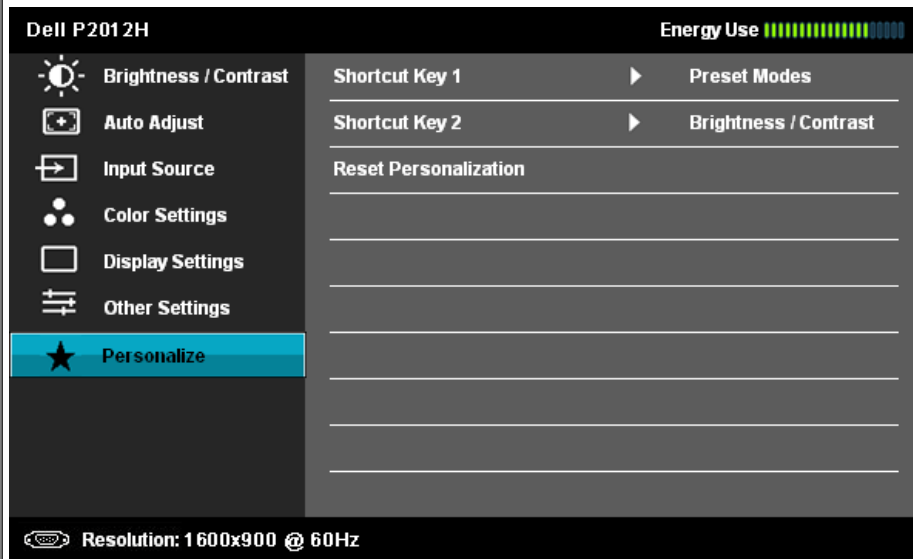 Dell P2012H Energy Use
Brightness / Contrast Shortcut Key 1 Preset Modes
Auto Adjust Shortcut Key 2 Brightness / Contrast
Input Source Reset Personalization
Color Settings
Display Settings
Other Settings
Personalize
Resolution: 1600x900 @ 60Hz